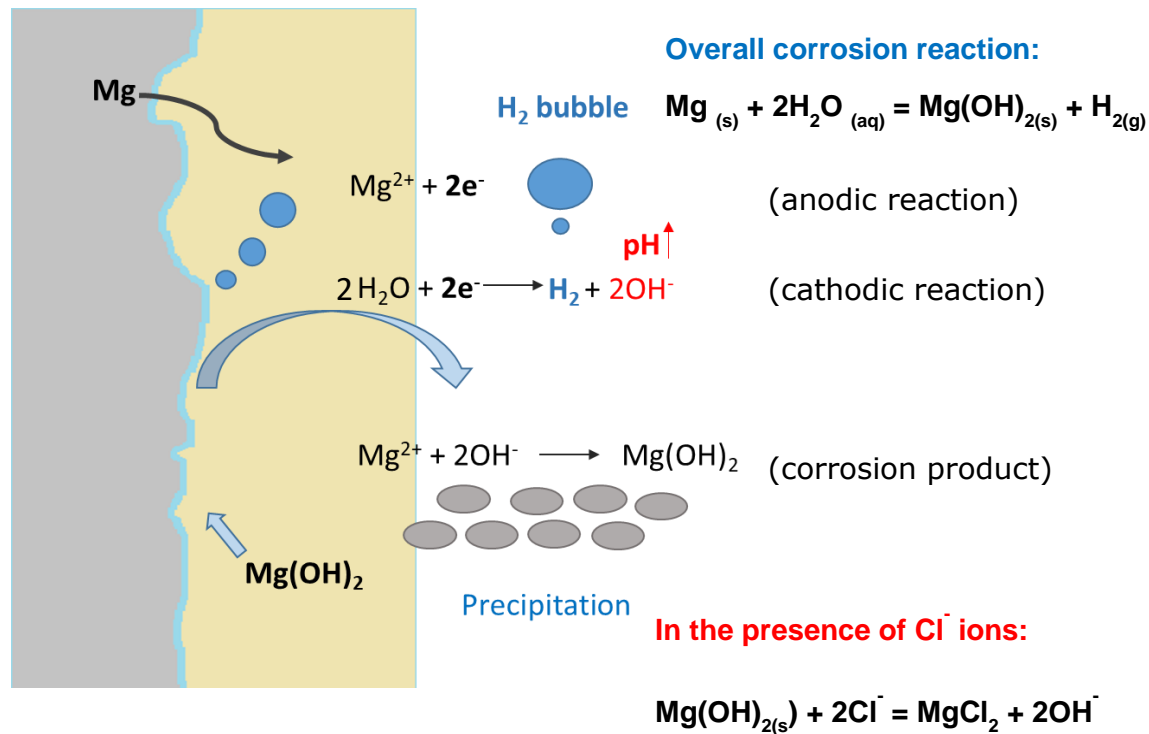 Overall corrosion reaction:
Mg
H₂ bubble
Mg (s) + 2H₂O (aq) = Mg(OH)₂(s) + H₂(g)
Mg²⁺ + 2e⁻
(anodic reaction)
pH
2 H₂O + 2e⁻ → H₂ + 2OH⁻
(cathodic reaction)
Mg²⁺ + 2OH⁻ → Mg(OH)₂
(corrosion product)
Mg(OH)₂
Precipitation
In the presence of Cl⁻ ions:
Mg(OH)₂(s) + 2Cl⁻ = MgCl₂ + 2OH⁻